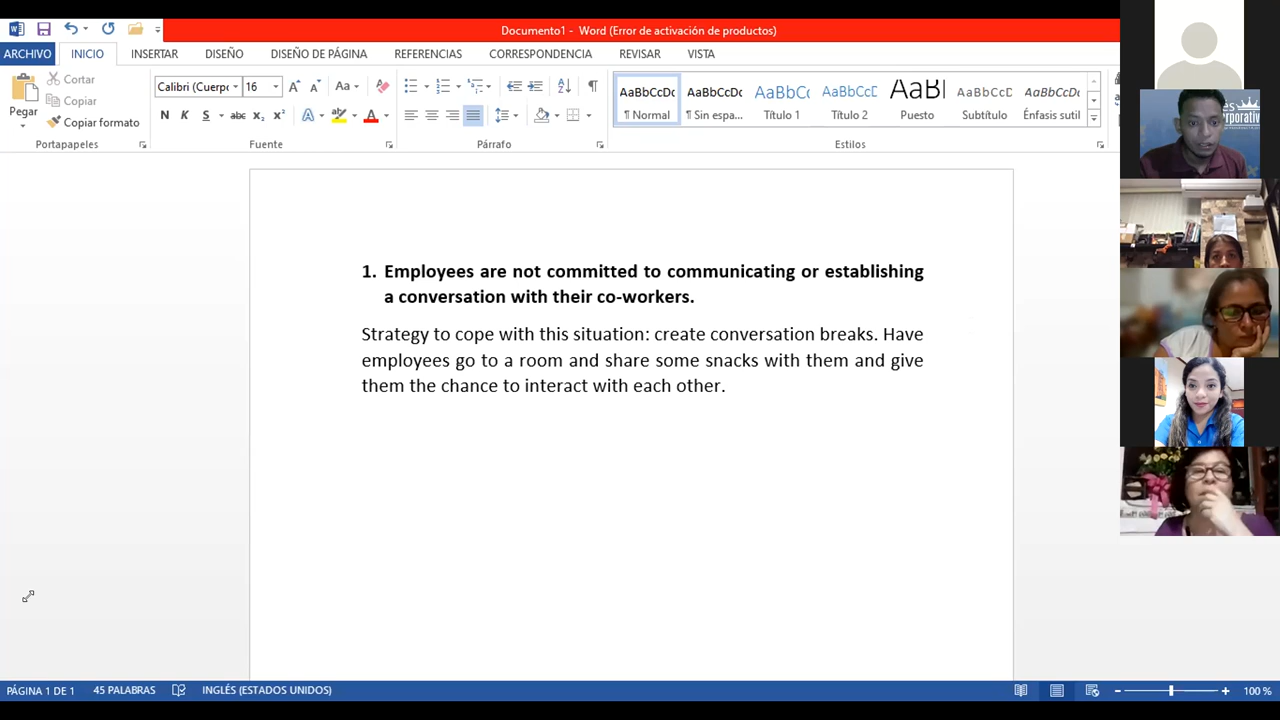 Documento1 - Word (Error de activación de productos)
ARCHIVO INICIO INSERTAR DISEÑO DISEÑO DE PÁGINA REFERENCIAS CORRESPONDENCIA REVISAR VISTA
Pegar
Cortar
Copiar
Copiar formato
Portapapeles
Calibri (Cuerpo 16
Fuente
Párrafo
AaBbCcDc AaBbCcDc AaBbCc AaBbCcD AaBl AaBbCcD AaBbCcDc
¶ Normal ¶ Sin espa... Título 1 Título 2 Puesto Subtítulo Énfasis sutil
Estilos
1. Employees are not committed to communicating or establishing
a conversation with their co-workers.
Strategy to cope with this situation: create conversation breaks. Have
employees go to a room and share some snacks with them and give
them the chance to interact with each other.
PÁGINA 1 DE 1 45 PALABRAS INGLÉS (ESTADOS UNIDOS) 100 %